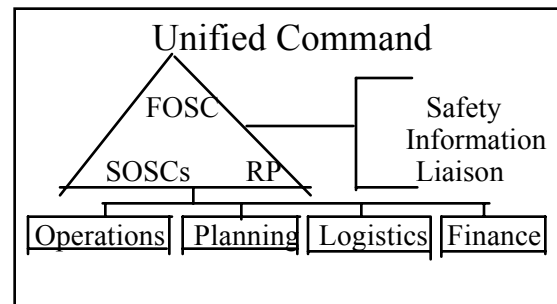 Unified Command
FOSC
Safety
Information
SOSCs RP Liaison
Operations Planning Logistics Finance